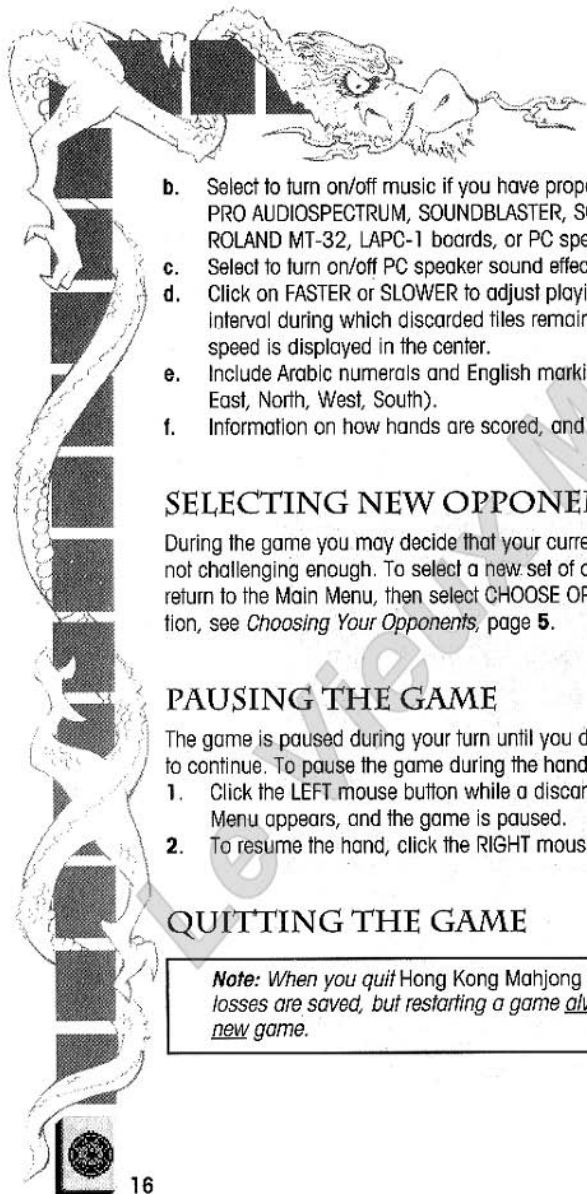 b. Select to turn on/off music if you have prope
PRO AUDIOSPECTRUM, SOUNDBLASTER, SO
ROLAND MT-32, LAPC-1 boards, or PC spe
c. Select to turn on/off PC speaker sound effec
d. Click on FASTER or SLOWER to adjust playi
interval during which discarded tiles remain
speed is displayed in the center.
e. Include Arabic numerals and English marki
East, North, West, South).
f. Information on how hands are scored, and
SELECTING NEW OPPONE
During the game you may decide that your curre
not challenging enough. To select a new set of o
return to the Main Menu, then select CHOOSE OP
tion, see Choosing Your Opponents, page 5.
PAUSING THE GAME
The game is paused during your turn until you d
to continue. To pause the game during the hand
1. Click the LEFT mouse button while a discar
Menu appears, and the game is paused.
2. To resume the hand, click the RIGHT mous
QUITTING THE GAME
Note: When you quit Hong Kong Mahjong
losses are saved, but restarting a game alw
new game.
16
Le Vieux M